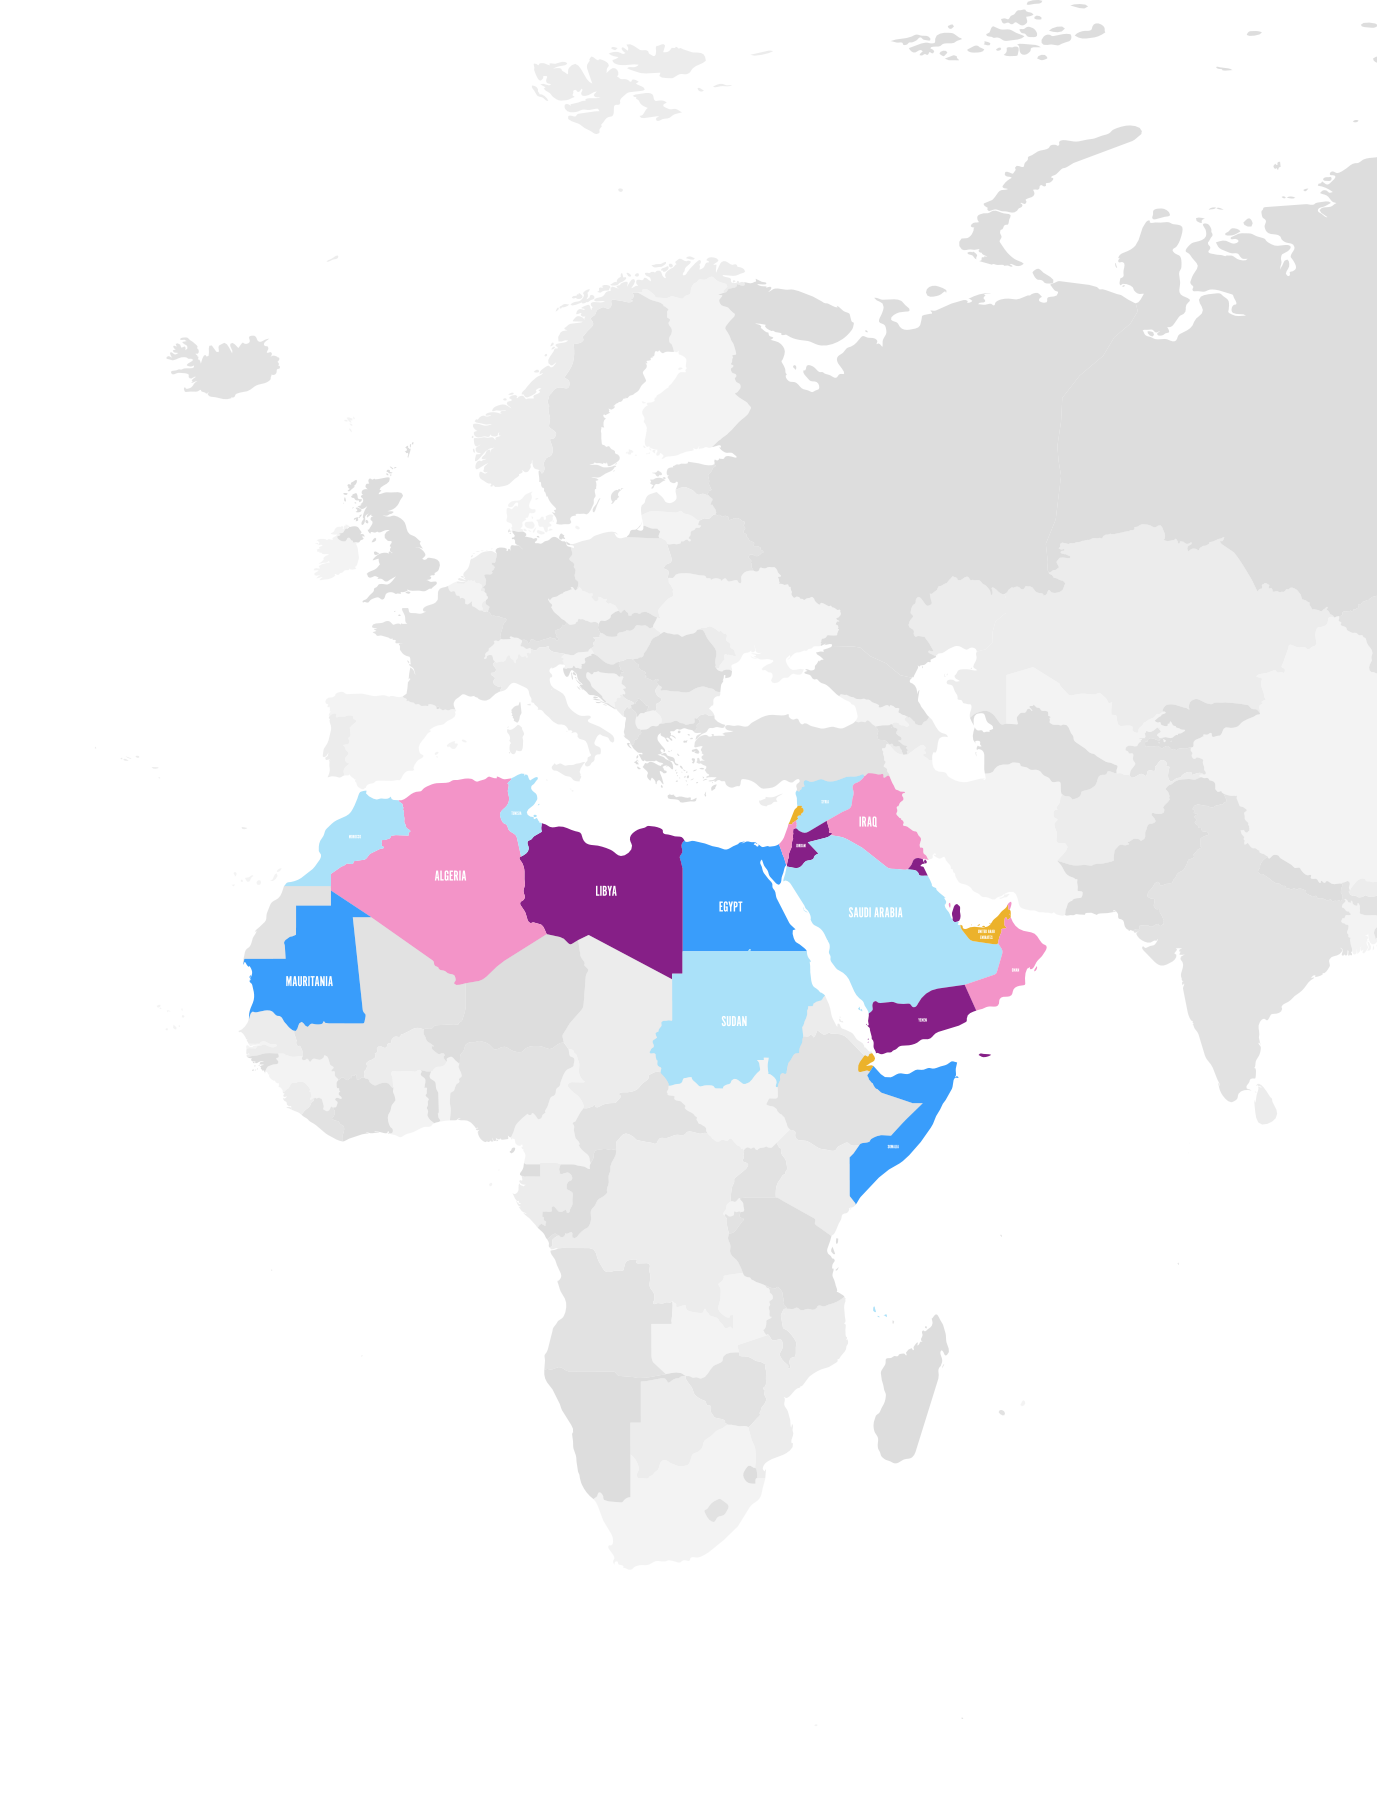 SYRIA
TUNISIA
IRAQ
MOROCCO
JORDAN
ALGERIA
LIBYA
EGYPT
SAUDI ARABIA
UNITED ARAB
EMIRATES
OMAN
MAURITANIA
SUDAN
YEMEN
SOMALIA